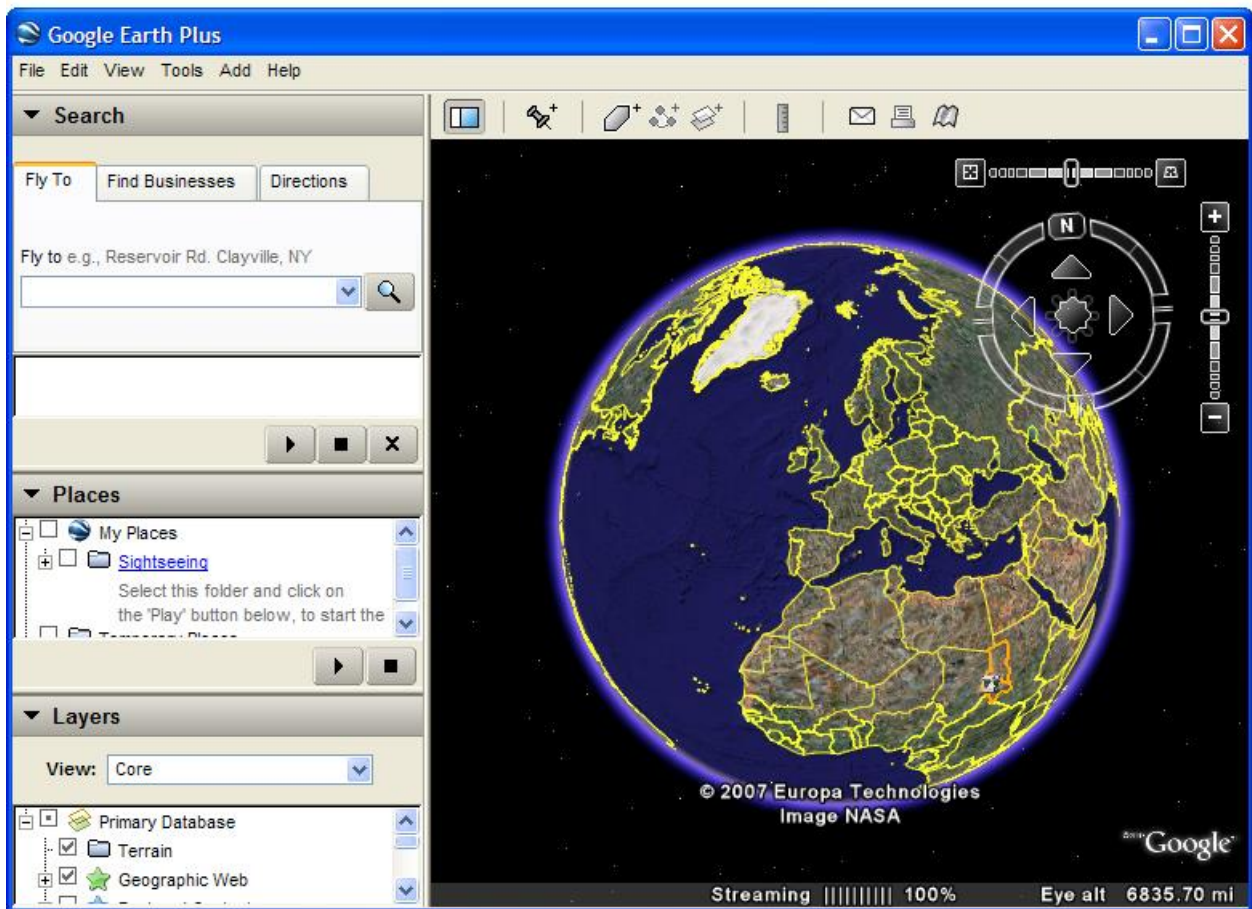 Google Earth Plus
File Edit View Tools Add Help
Search
Fly To Find Businesses Directions
Fly to e.g., Reservoir Rd. Clayville, NY
Places
My Places
Sightseeing
Select this folder and click on
the 'Play' button below, to start the
Temporary Places
Layers
View: Core
Primary Database
Terrain
Geographic Web
N
© 2007 Europa Technologies
Image NASA
Google
Streaming |||||||||| 100% Eye alt 6835.70 mi